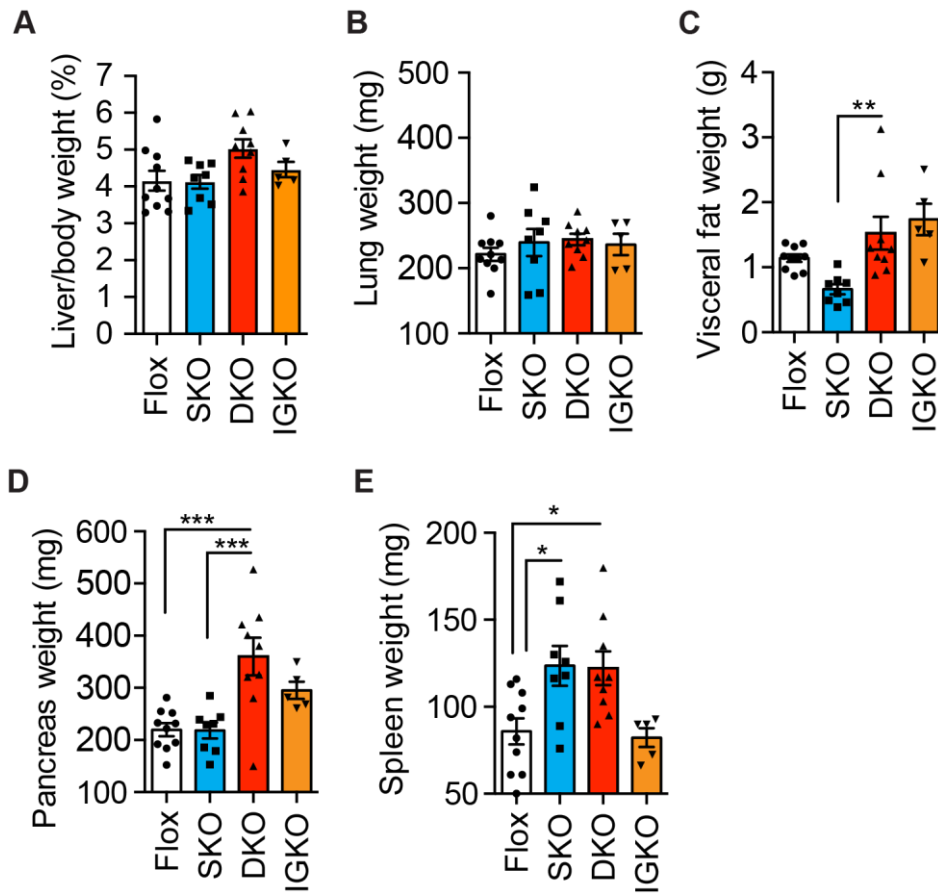 A
Liver/body weight (%)
7
6
5
4
3
2
1
0
Flox
SKO
DKO
IGKO
B
Lung weight (mg)
500
400
300
200
100
Flox
SKO
DKO
IGKO
C
Visceral fat weight (g)
4
3
2
1
0
**
Flox
SKO
DKO
IGKO
D
Pancreas weight (mg)
600
500
400
300
200
100
***
***
Flox
SKO
DKO
IGKO
E
Spleen weight (mg)
200
150
100
50
*
*
Flox
SKO
DKO
IGKO